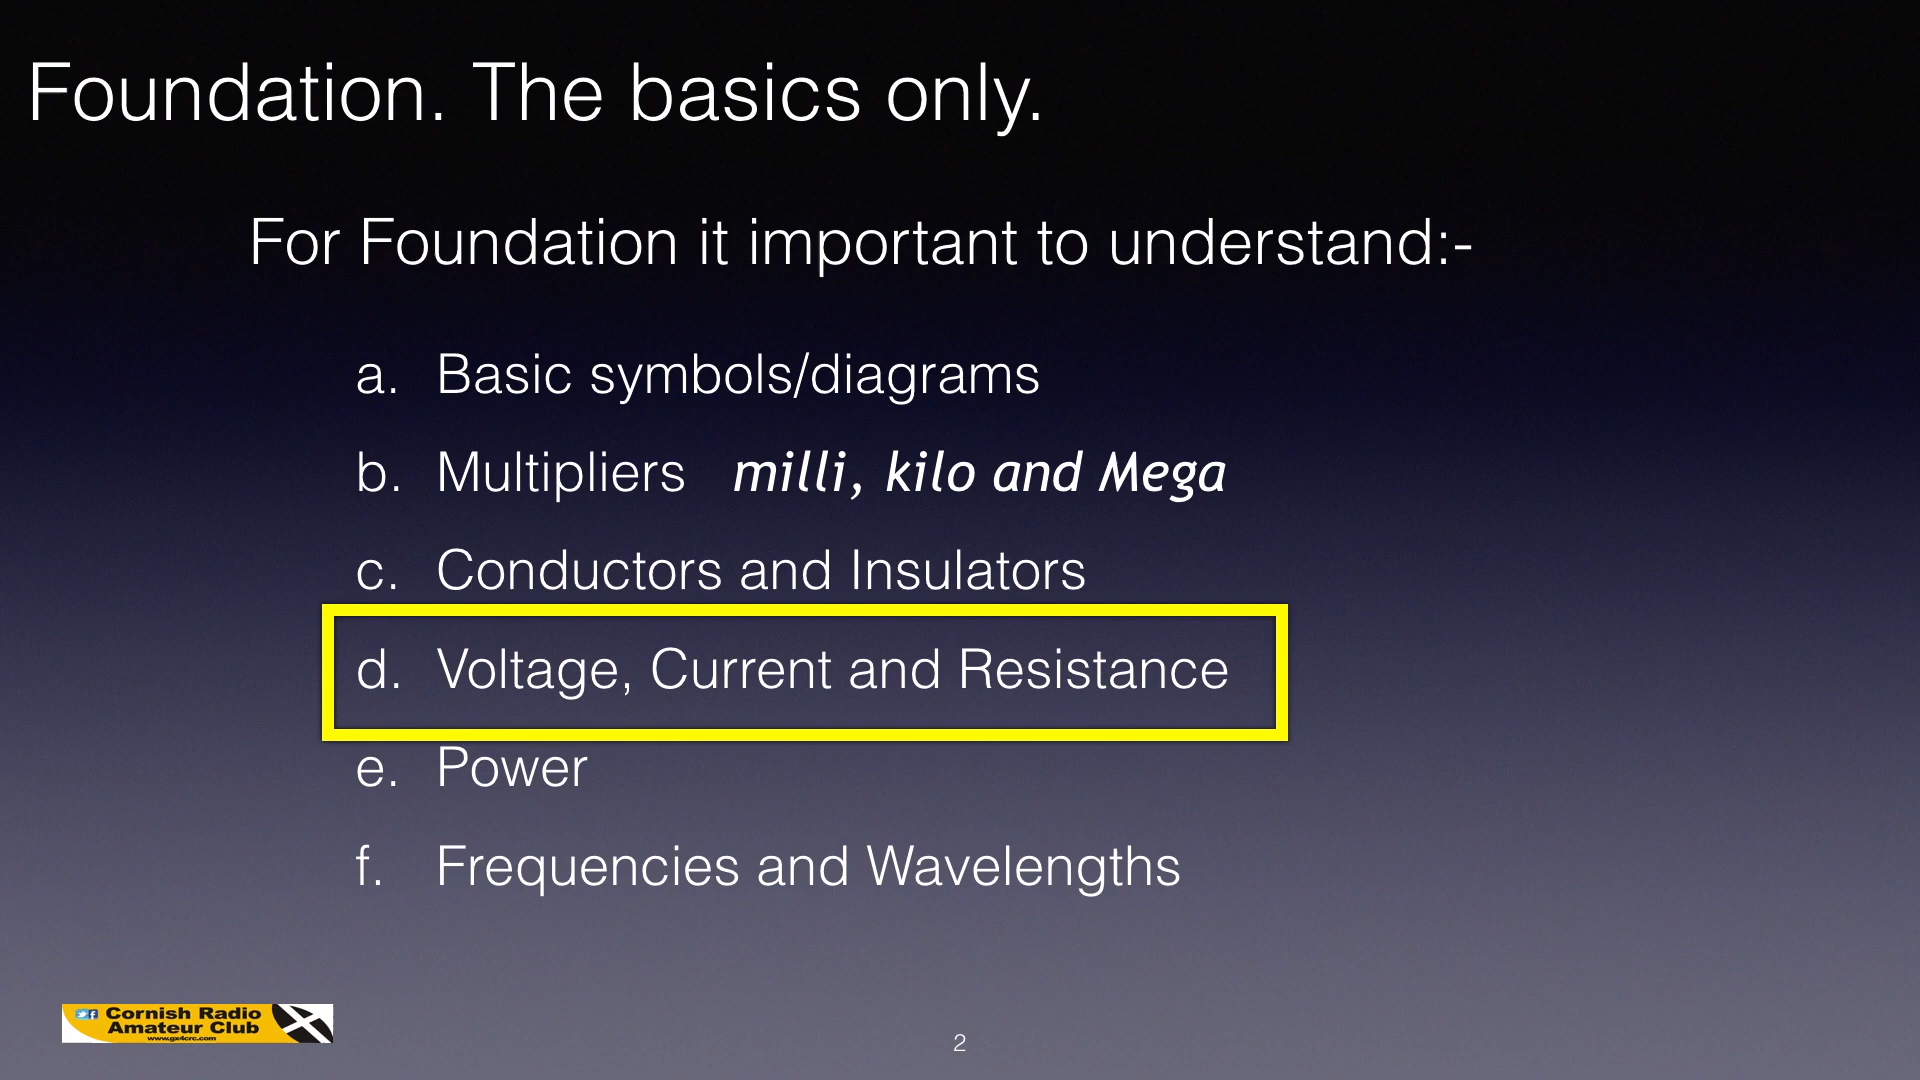 Foundation. The basics only.
For Foundation it important to understand:-
a. Basic symbols/diagrams
b. Multipliers milli, kilo and Mega
c. Conductors and Insulators
d. Voltage, Current and Resistance
e. Power
f. Frequencies and Wavelengths
Cornish Radio
Amateur Club
www.gx4crc.com
2